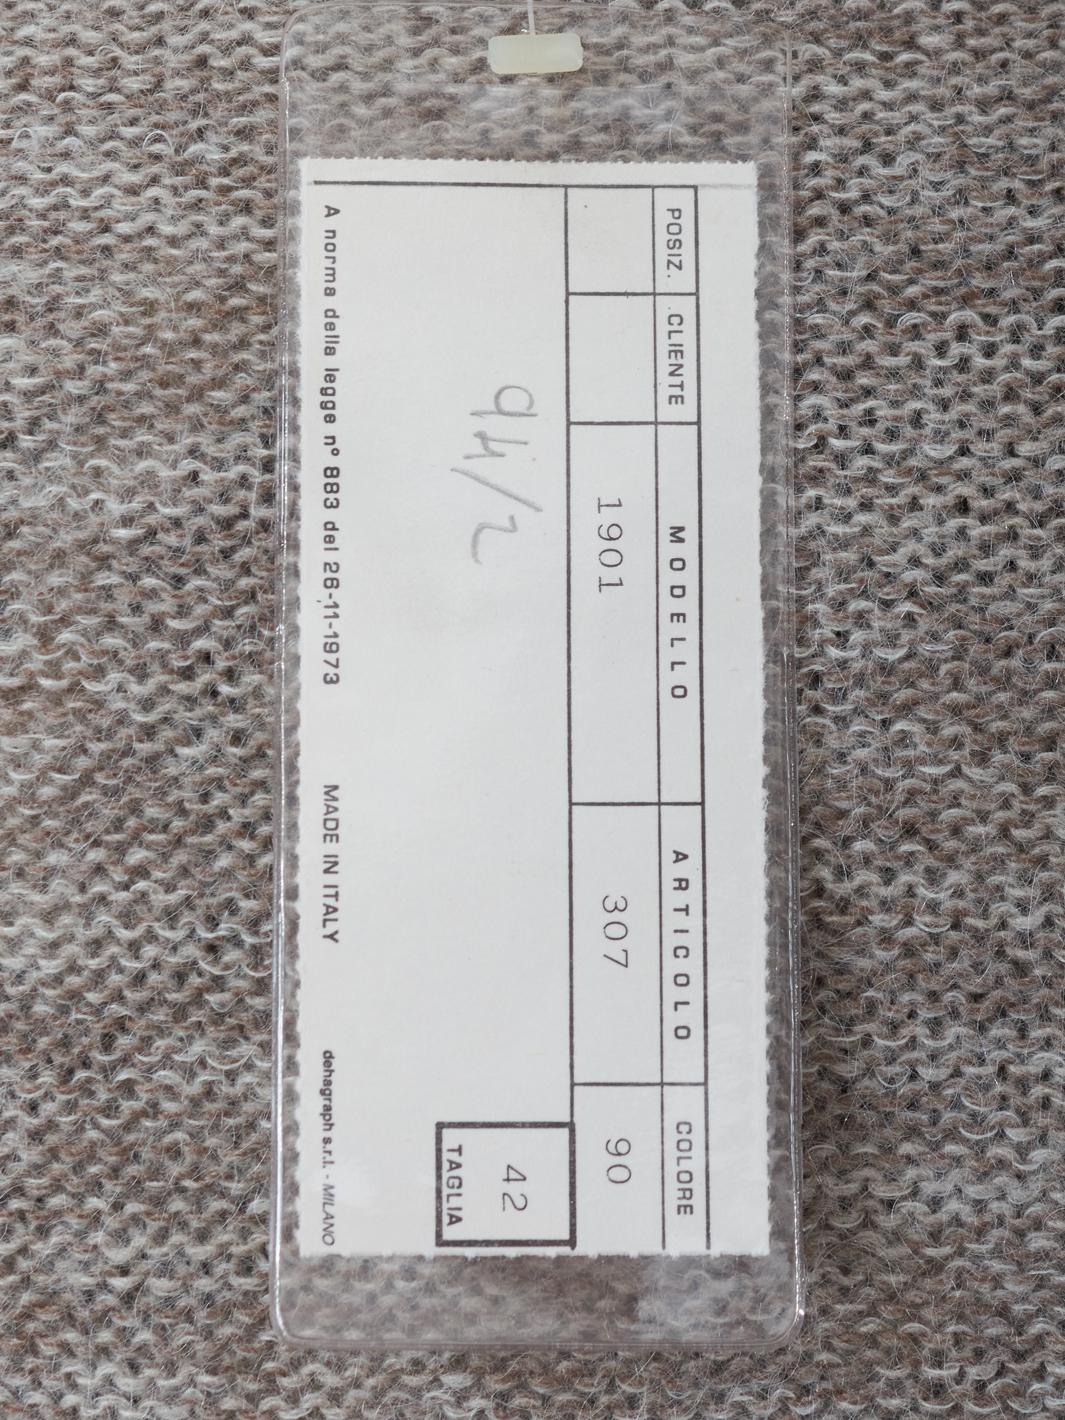 POSIZ. CLIENTE MODELLO ARTICOLO COLORE
1901 307 90
94/2
42
TAGLIA
A norma della legge n° 883 del 26-11-1973 MADE IN ITALY dehagraph s.r.l. - MILANO